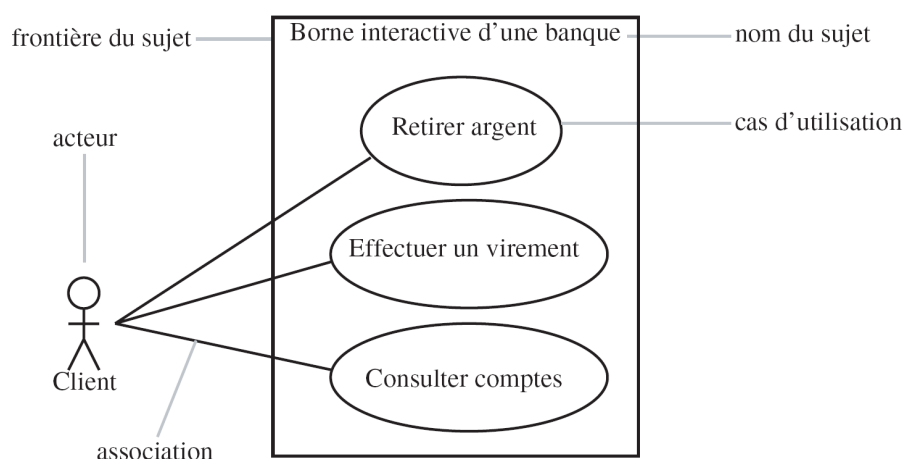 frontière du sujet
Borne interactive d’une banque
nom du sujet
Retirer argent
cas d’utilisation
acteur
Effectuer un virement
Client
Consulter comptes
association